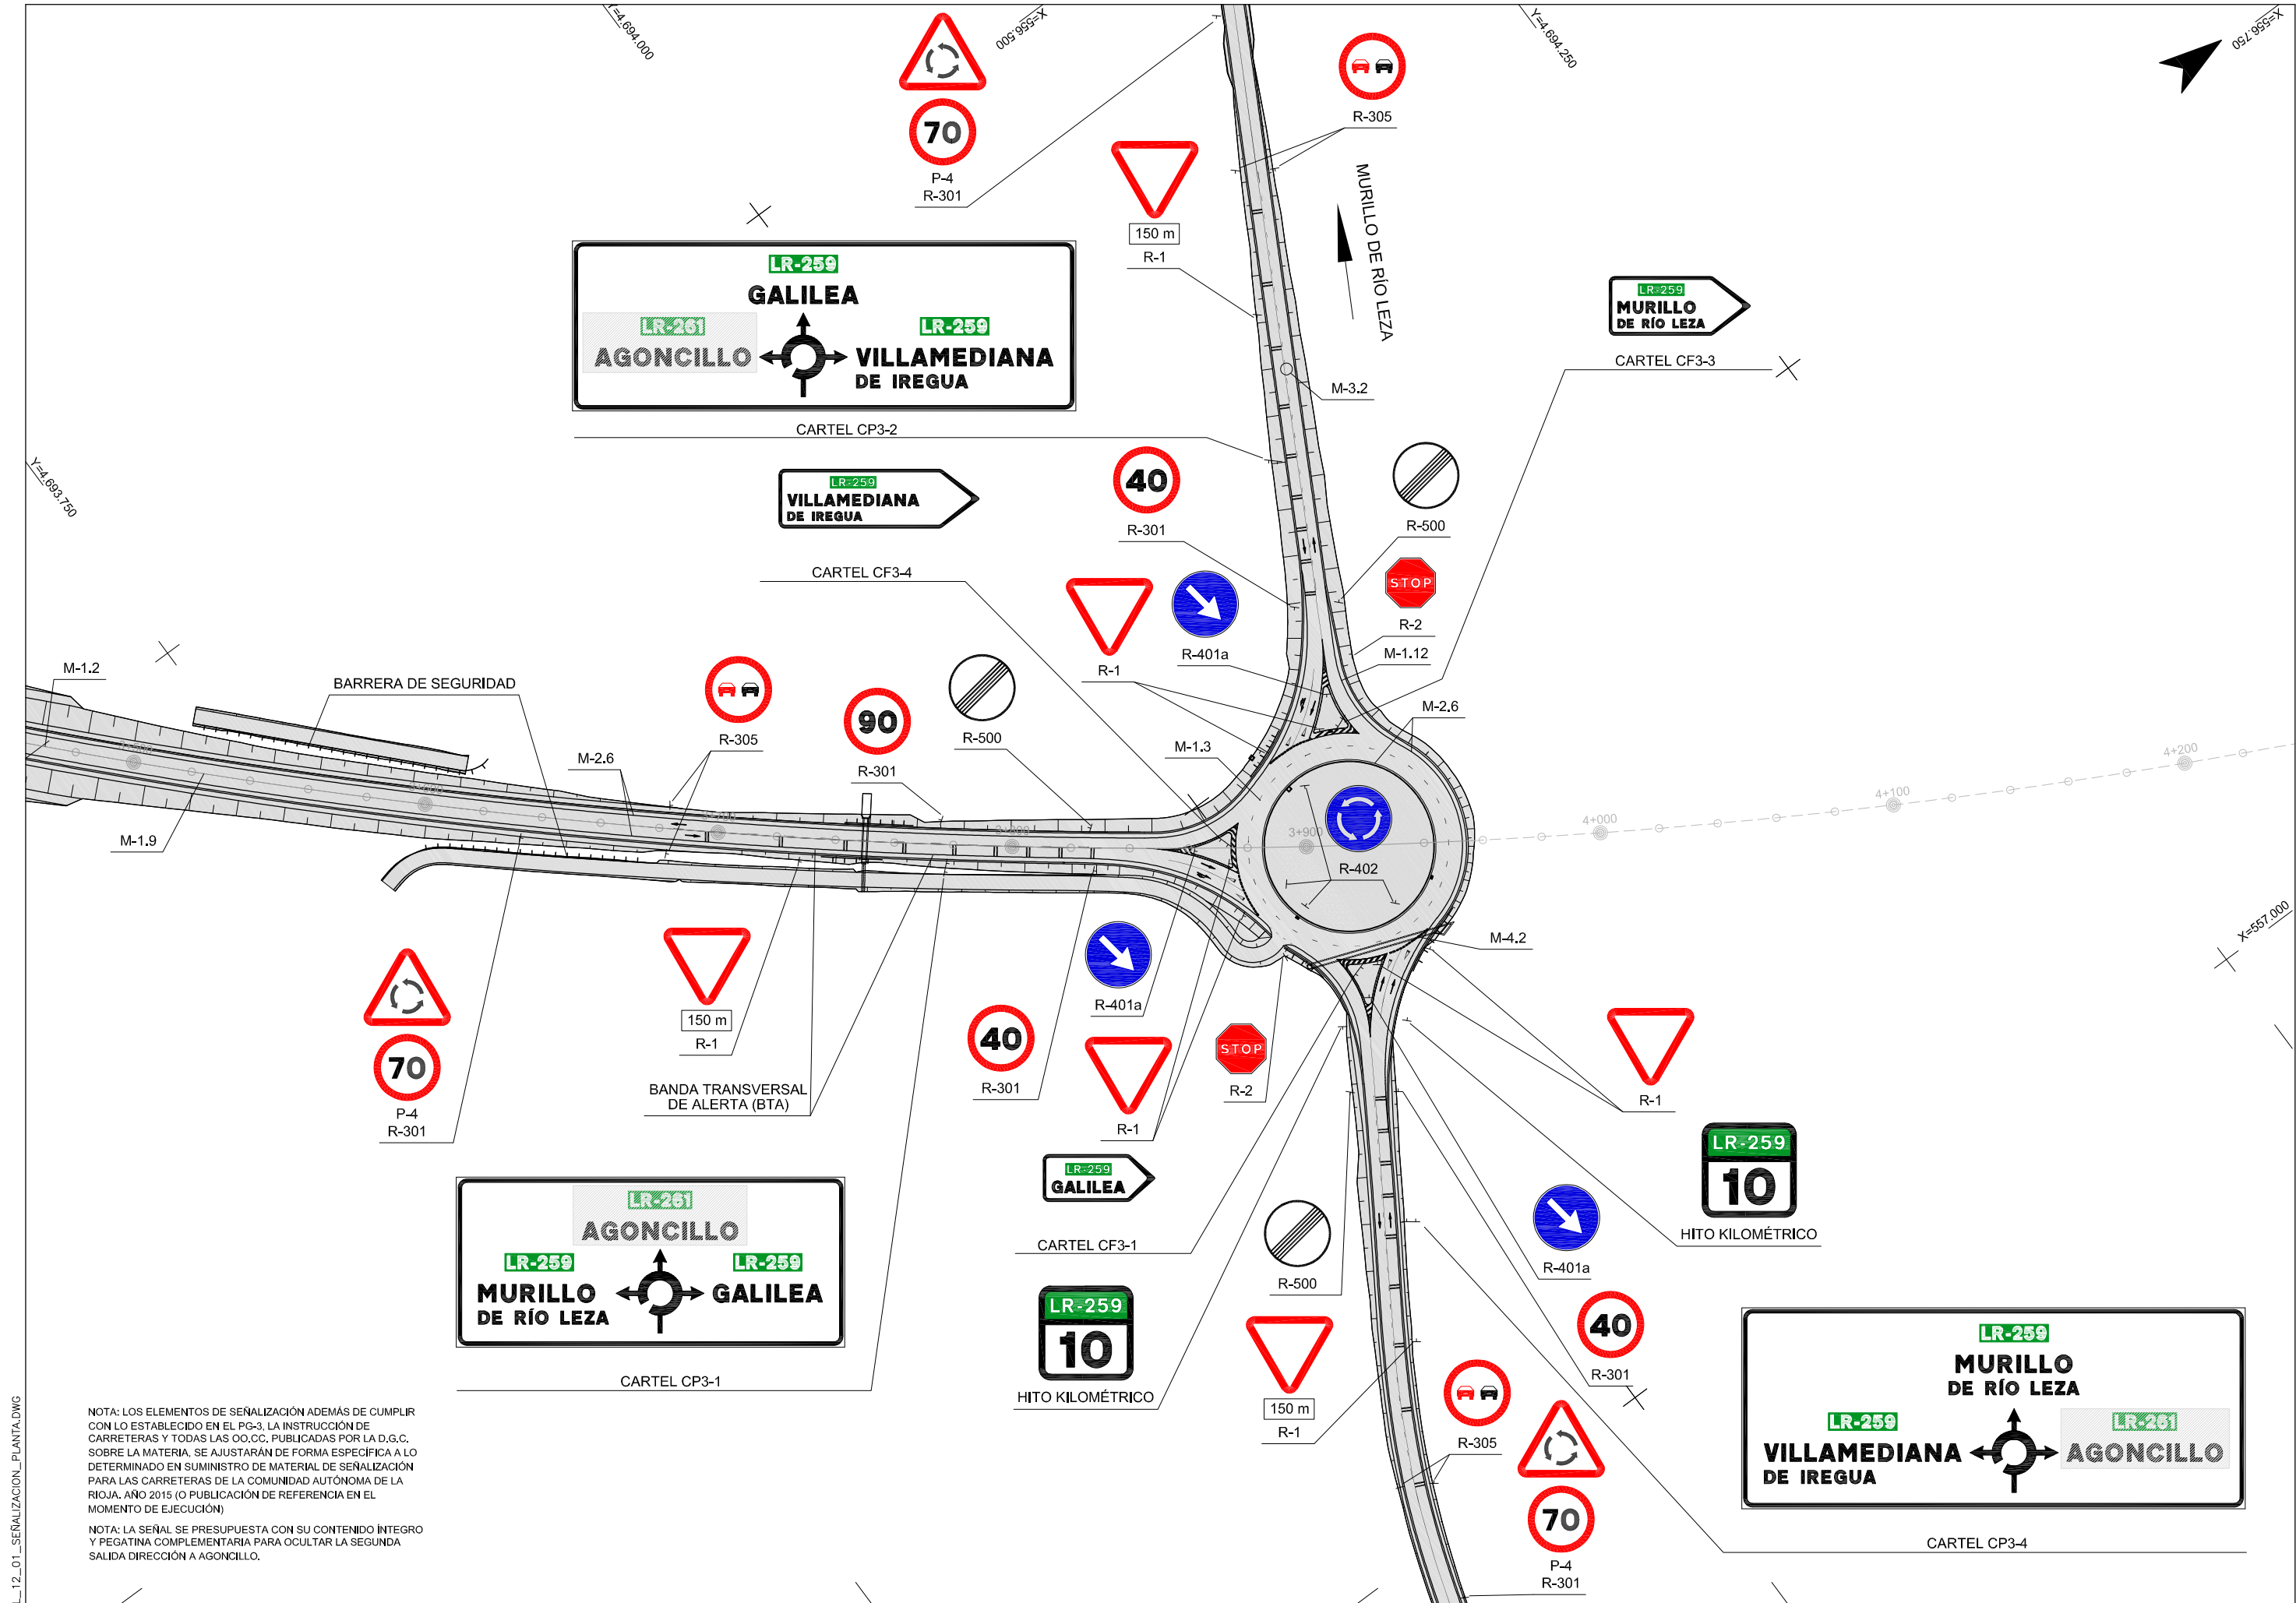 Y=4.694.000
X=556.500
Y=4.694.250
X=556.750
70
P-4
R-301
R-305
150 m
R-1
MURILLO DE RÍO LEZA
LR-259
GALILEA
LR-261
AGONCILLO
LR-259
VILLAMEDIANA
DE IREGUA
CARTEL CP3-2
LR-259
MURILLO
DE RÍO LEZA
CARTEL CF3-3
M-3.2
Y=4.693.750
LR-259
VILLAMEDIANA
DE IREGUA
CARTEL CF3-4
40
R-301
R-500
STOP
R-2
R-1
R-401a
M-1.12
M-2.6
M-1.2
BARRERA DE SEGURIDAD
R-305
M-2.6
90
R-301
R-500
M-1.3
M-1.9
3+500
3+600
3+700
3+800
3+900
4+000
4+100
4+200
R-402
M-4.2
X=557.000
70
P-4
R-301
150 m
R-1
BANDA TRANSVERSAL
DE ALERTA (BTA)
40
R-301
R-401a
R-1
STOP
R-2
R-1
LR-259
10
HITO KILOMÉTRICO
LR-259
GALILEA
CARTEL CF3-1
R-500
R-401a
LR-261
AGONCILLO
LR-259
MURILLO
DE RÍO LEZA
LR-259
GALILEA
CARTEL CP3-1
LR-259
10
HITO KILOMÉTRICO
150 m
R-1
40
R-301
R-305
70
P-4
R-301
LR-259
MURILLO
DE RÍO LEZA
LR-259
VILLAMEDIANA
DE IREGUA
LR-261
AGONCILLO
CARTEL CP3-4
NOTA: LOS ELEMENTOS DE SEÑALIZACIÓN ADEMÁS DE CUMPLIR
CON LO ESTABLECIDO EN EL PG-3, LA INSTRUCCIÓN DE
CARRETERAS Y TODAS LAS OO.CC. PUBLICADAS POR LA D.G.C.
SOBRE LA MATERIA, SE AJUSTARÁN DE FORMA ESPECÍFICA A LO
DETERMINADO EN SUMINISTRO DE MATERIAL DE SEÑALIZACIÓN
PARA LAS CARRETERAS DE LA COMUNIDAD AUTÓNOMA DE LA
RIOJA. AÑO 2015 (O PUBLICACIÓN DE REFERENCIA EN EL
MOMENTO DE EJECUCIÓN)
NOTA: LA SEÑAL SE PRESUPUESTA CON SU CONTENIDO ÍNTEGRO
Y PEGATINA COMPLEMENTARIA PARA OCULTAR LA SEGUNDA
SALIDA DIRECCIÓN A AGONCILLO.
_12_01_SEÑALIZACION_PLANTA.DWG